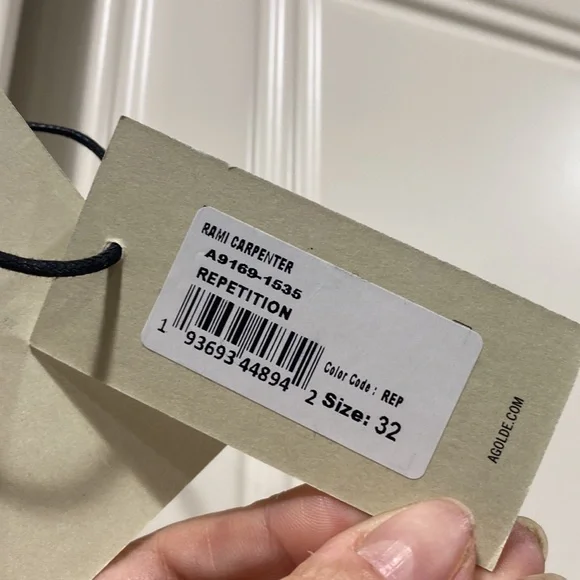 RAMI CARPENTER
A9169-1535
REPETITION
1 93693 44894 2
Color Code : REP
Size: 32
AGOLDE.COM